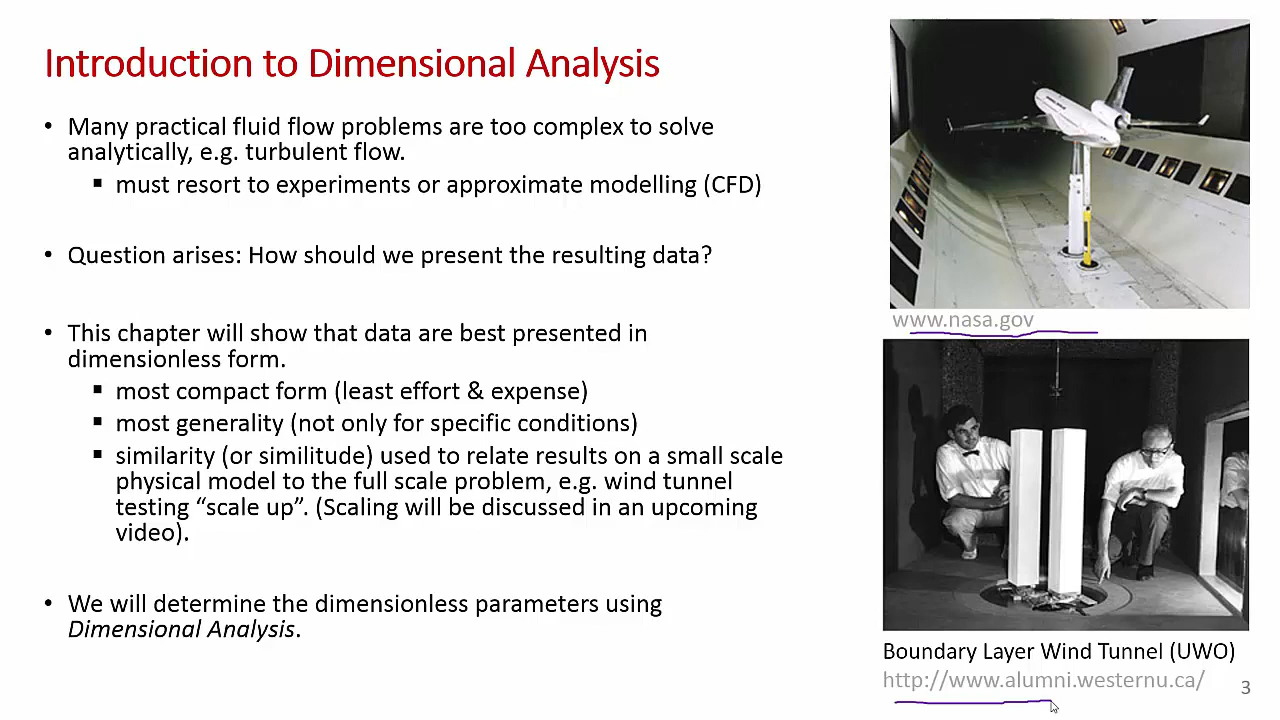 Introduction to Dimensional Analysis
• Many practical fluid flow problems are too complex to solve
analytically, e.g. turbulent flow.
▪ must resort to experiments or approximate modelling (CFD)
• Question arises: How should we present the resulting data?
• This chapter will show that data are best presented in
dimensionless form.
▪ most compact form (least effort & expense)
▪ most generality (not only for specific conditions)
▪ similarity (or similitude) used to relate results on a small scale
physical model to the full scale problem, e.g. wind tunnel
testing “scale up”. (Scaling will be discussed in an upcoming
video).
• We will determine the dimensionless parameters using
Dimensional Analysis.
www.nasa.gov
Boundary Layer Wind Tunnel (UWO)
http://www.alumni.westernu.ca/
3